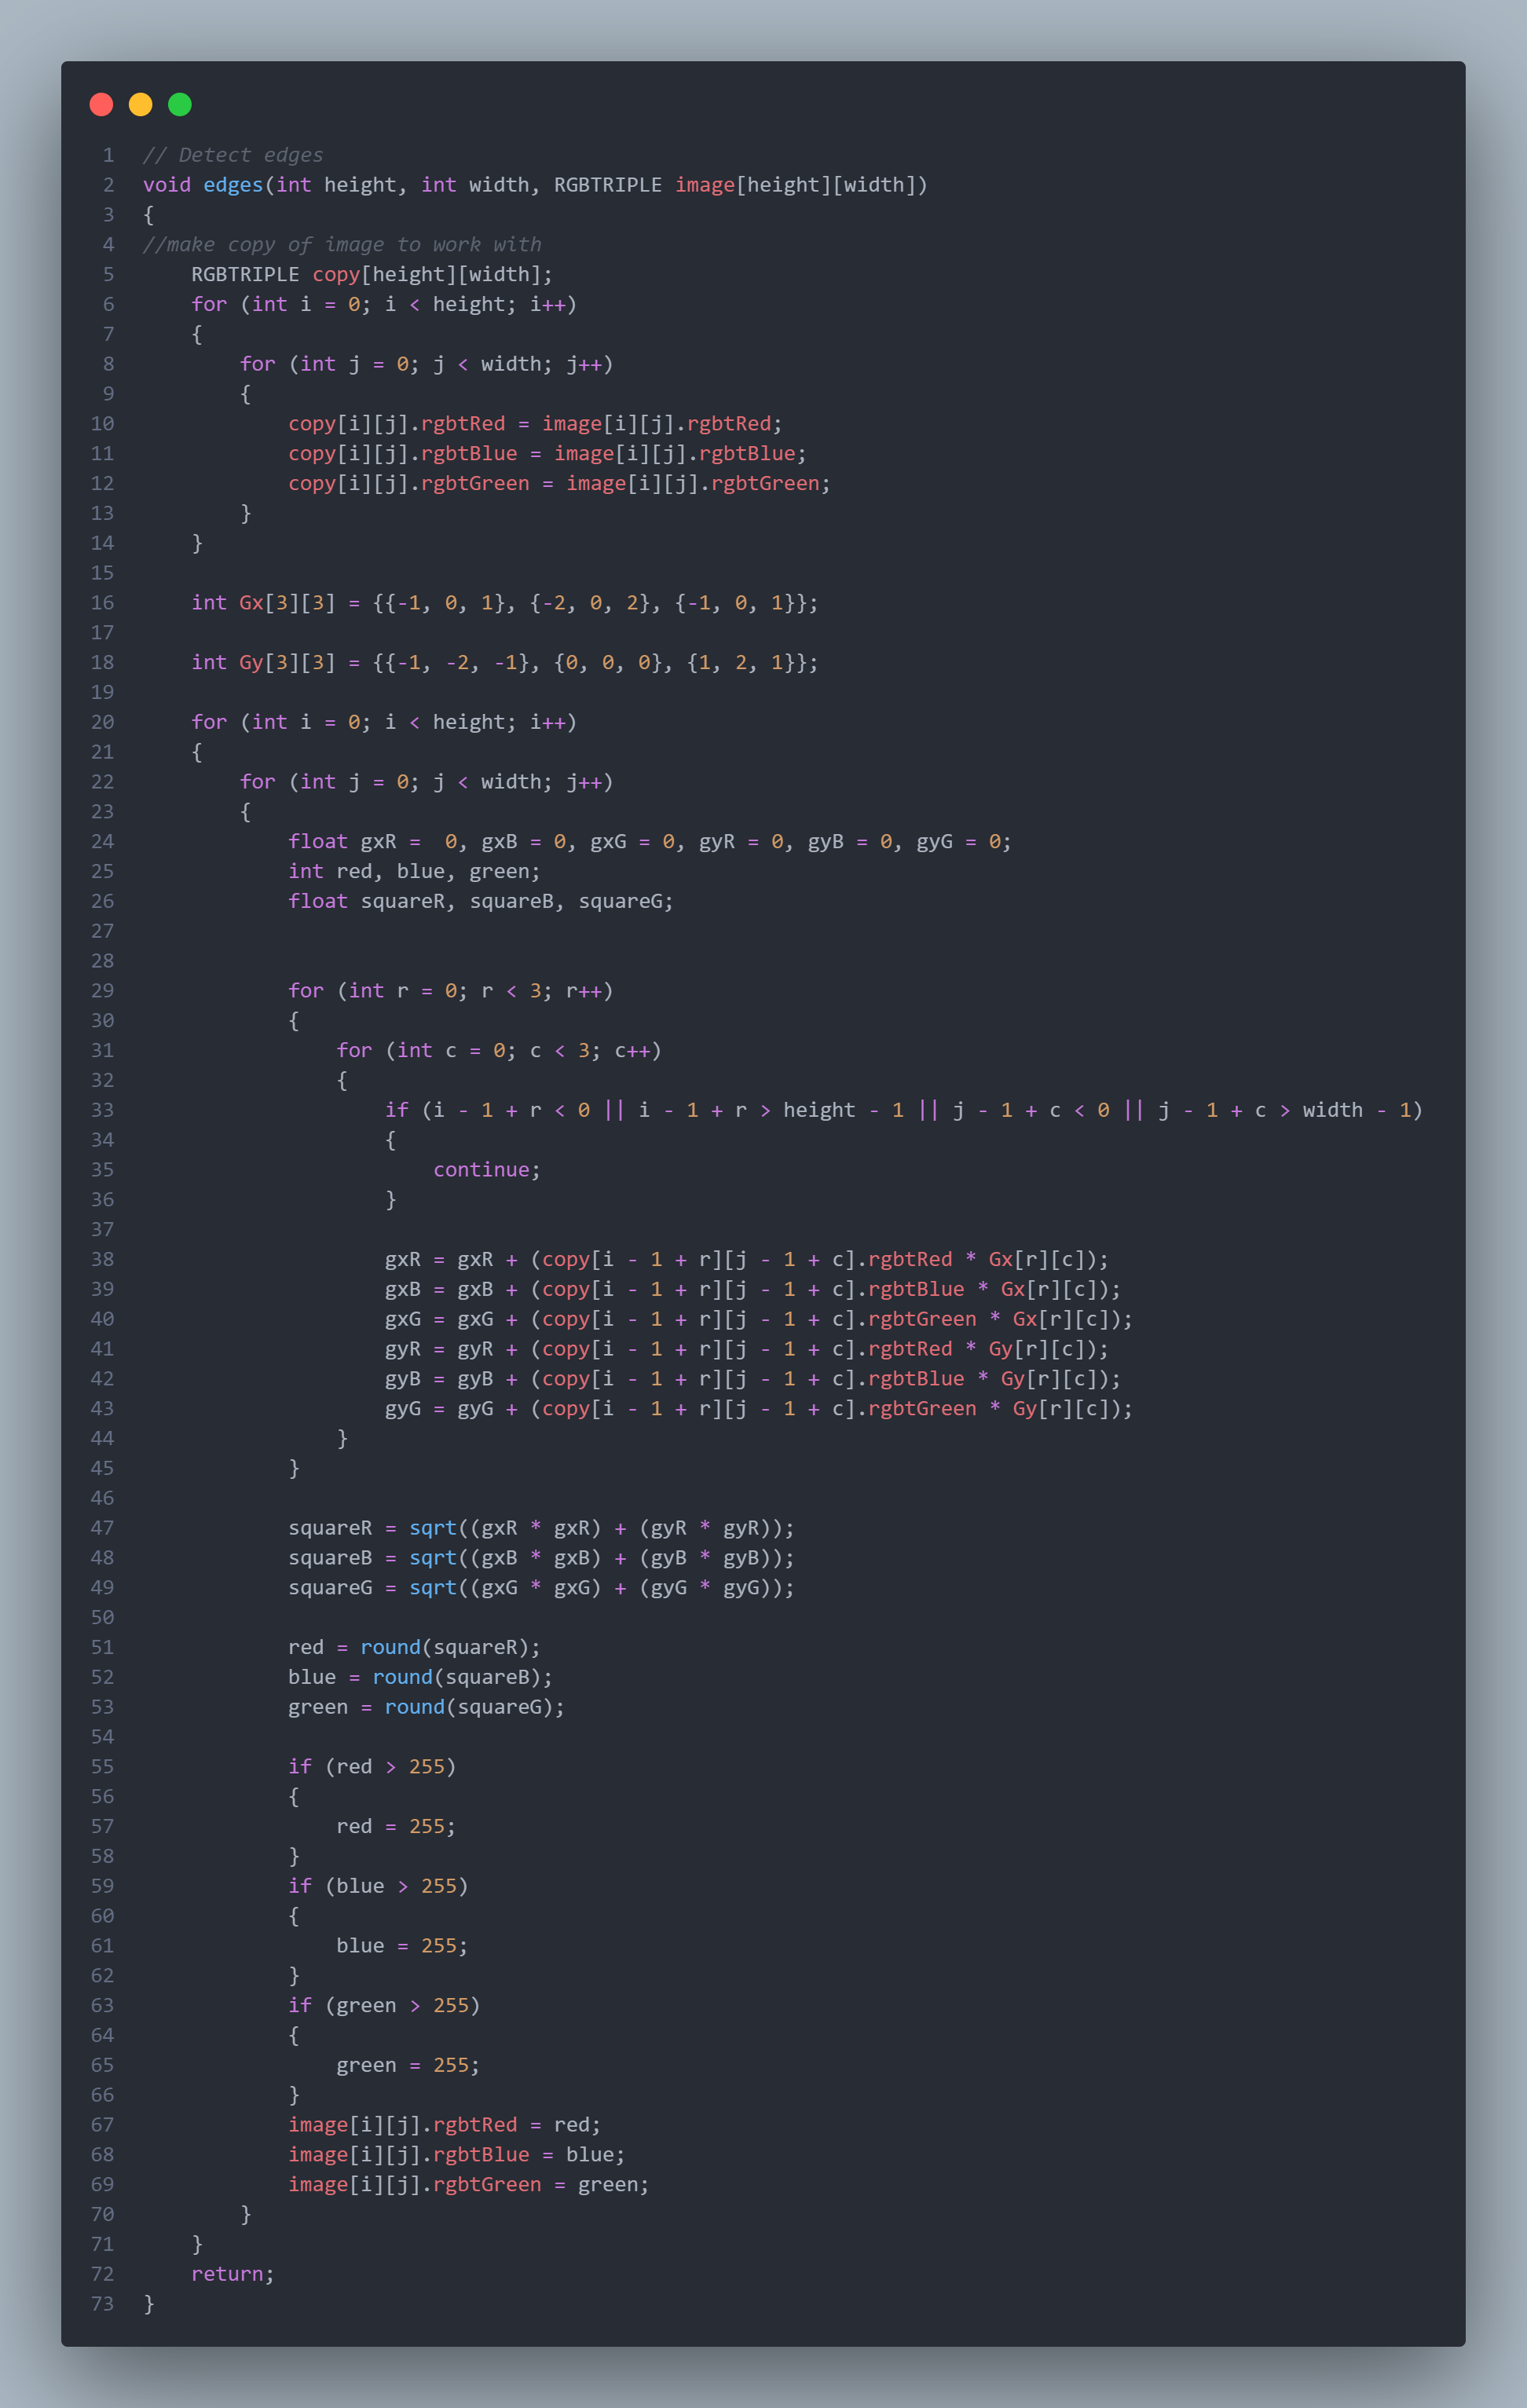 1 // Detect edges
2 void edges(int height, int width, RGBTRIPLE image[height][width])
3 {
4 //make copy of image to work with
5     RGBTRIPLE copy[height][width];
6     for (int i = 0; i < height; i++)
7     {
8         for (int j = 0; j < width; j++)
9         {
10             copy[i][j].rgbtRed = image[i][j].rgbtRed;
11             copy[i][j].rgbtBlue = image[i][j].rgbtBlue;
12             copy[i][j].rgbtGreen = image[i][j].rgbtGreen;
13         }
14     }
15
16     int Gx[3][3] = {{-1, 0, 1}, {-2, 0, 2}, {-1, 0, 1}};
17
18     int Gy[3][3] = {{-1, -2, -1}, {0, 0, 0}, {1, 2, 1}};
19
20     for (int i = 0; i < height; i++)
21     {
22         for (int j = 0; j < width; j++)
23         {
24             float gxR =  0, gxB = 0, gxG = 0, gyR = 0, gyB = 0, gyG = 0;
25             int red, blue, green;
26             float squareR, squareB, squareG;
27
28
29             for (int r = 0; r < 3; r++)
30             {
31                 for (int c = 0; c < 3; c++)
32                 {
33                     if (i - 1 + r < 0 || i - 1 + r > height - 1 || j - 1 + c < 0 || j - 1 + c > width - 1)
34                     {
35                         continue;
36                     }
37
38                     gxR = gxR + (copy[i - 1 + r][j - 1 + c].rgbtRed * Gx[r][c]);
39                     gxB = gxB + (copy[i - 1 + r][j - 1 + c].rgbtBlue * Gx[r][c]);
40                     gxG = gxG + (copy[i - 1 + r][j - 1 + c].rgbtGreen * Gx[r][c]);
41                     gyR = gyR + (copy[i - 1 + r][j - 1 + c].rgbtRed * Gy[r][c]);
42                     gyB = gyB + (copy[i - 1 + r][j - 1 + c].rgbtBlue * Gy[r][c]);
43                     gyG = gyG + (copy[i - 1 + r][j - 1 + c].rgbtGreen * Gy[r][c]);
44                 }
45             }
46
47             squareR = sqrt((gxR * gxR) + (gyR * gyR));
48             squareB = sqrt((gxB * gxB) + (gyB * gyB));
49             squareG = sqrt((gxG * gxG) + (gyG * gyG));
50
51             red = round(squareR);
52             blue = round(squareB);
53             green = round(squareG);
54
55             if (red > 255)
56             {
57                 red = 255;
58             }
59             if (blue > 255)
60             {
61                 blue = 255;
62             }
63             if (green > 255)
64             {
65                 green = 255;
66             }
67             image[i][j].rgbtRed = red;
68             image[i][j].rgbtBlue = blue;
69             image[i][j].rgbtGreen = green;
70         }
71     }
72     return;
73 }